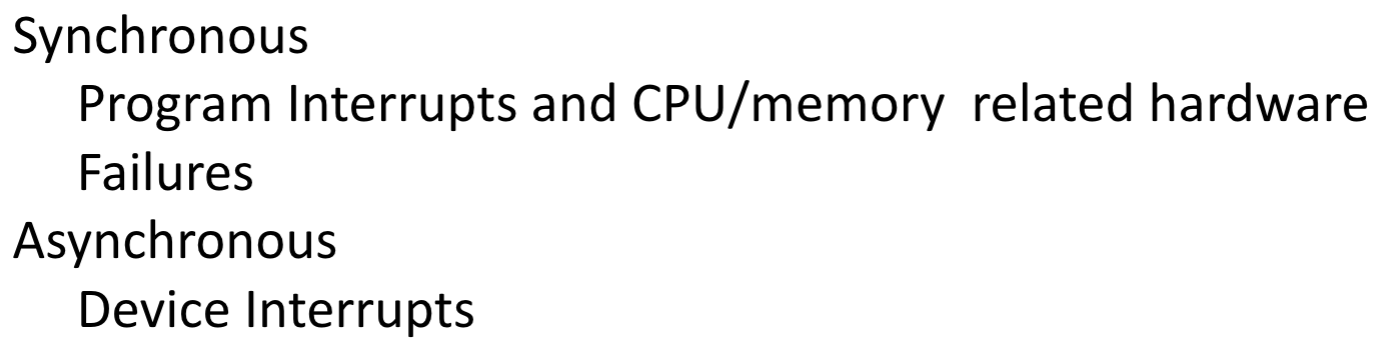 Synchronous
Program Interrupts and CPU/memory  related hardware
Failures
Asynchronous
Device Interrupts